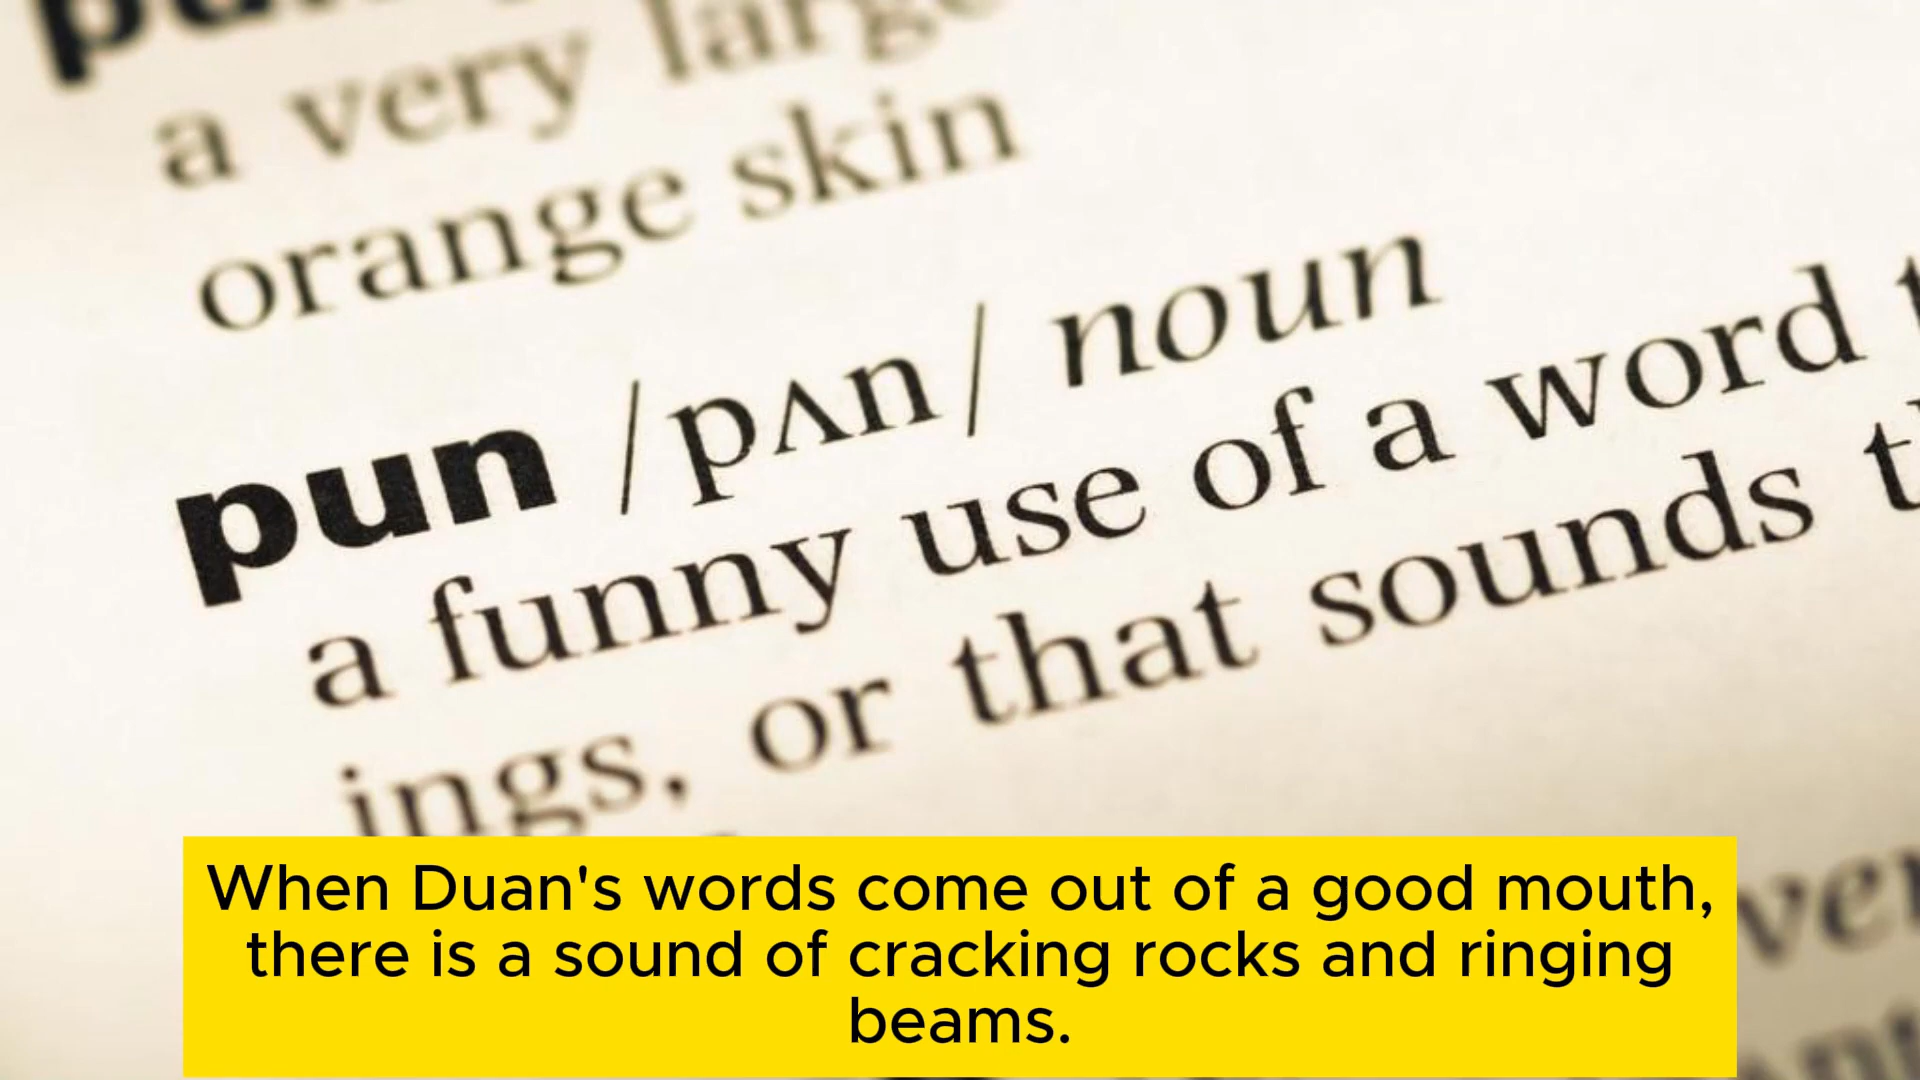 a very large
orange skin
pun /pʌn/ noun
a funny use of a word
ings, or that sounds
When Duan's words come out of a good mouth,
there is a sound of cracking rocks and ringing
beams.